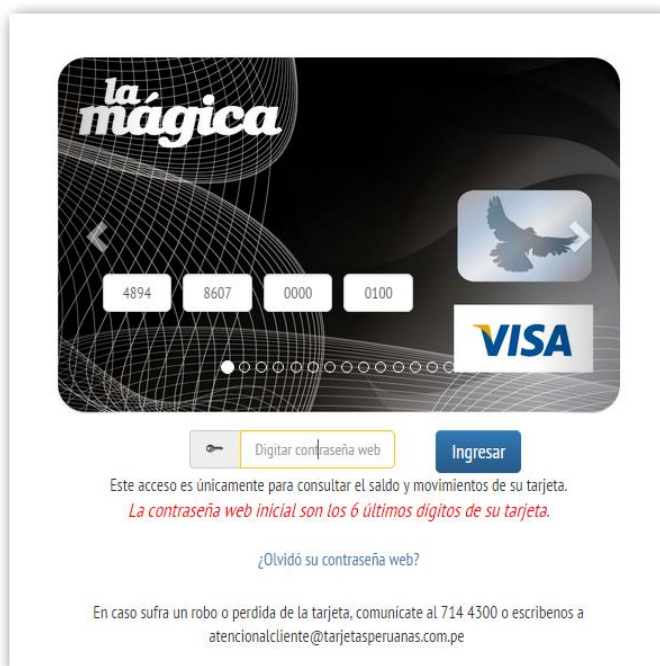 la
mágica
4894 8607 0000 0100
VISA
Digitar contraseña web Ingresar
Este acceso es únicamente para consultar el saldo y movimientos de su tarjeta.
La contraseña web inicial son los 6 últimos dígitos de su tarjeta.
¿Olvidó su contraseña web?
En caso sufra un robo o perdida de la tarjeta, comunícate al 714 4300 o escribenos a
atencionalcliente@tarjetasperuanas.com.pe